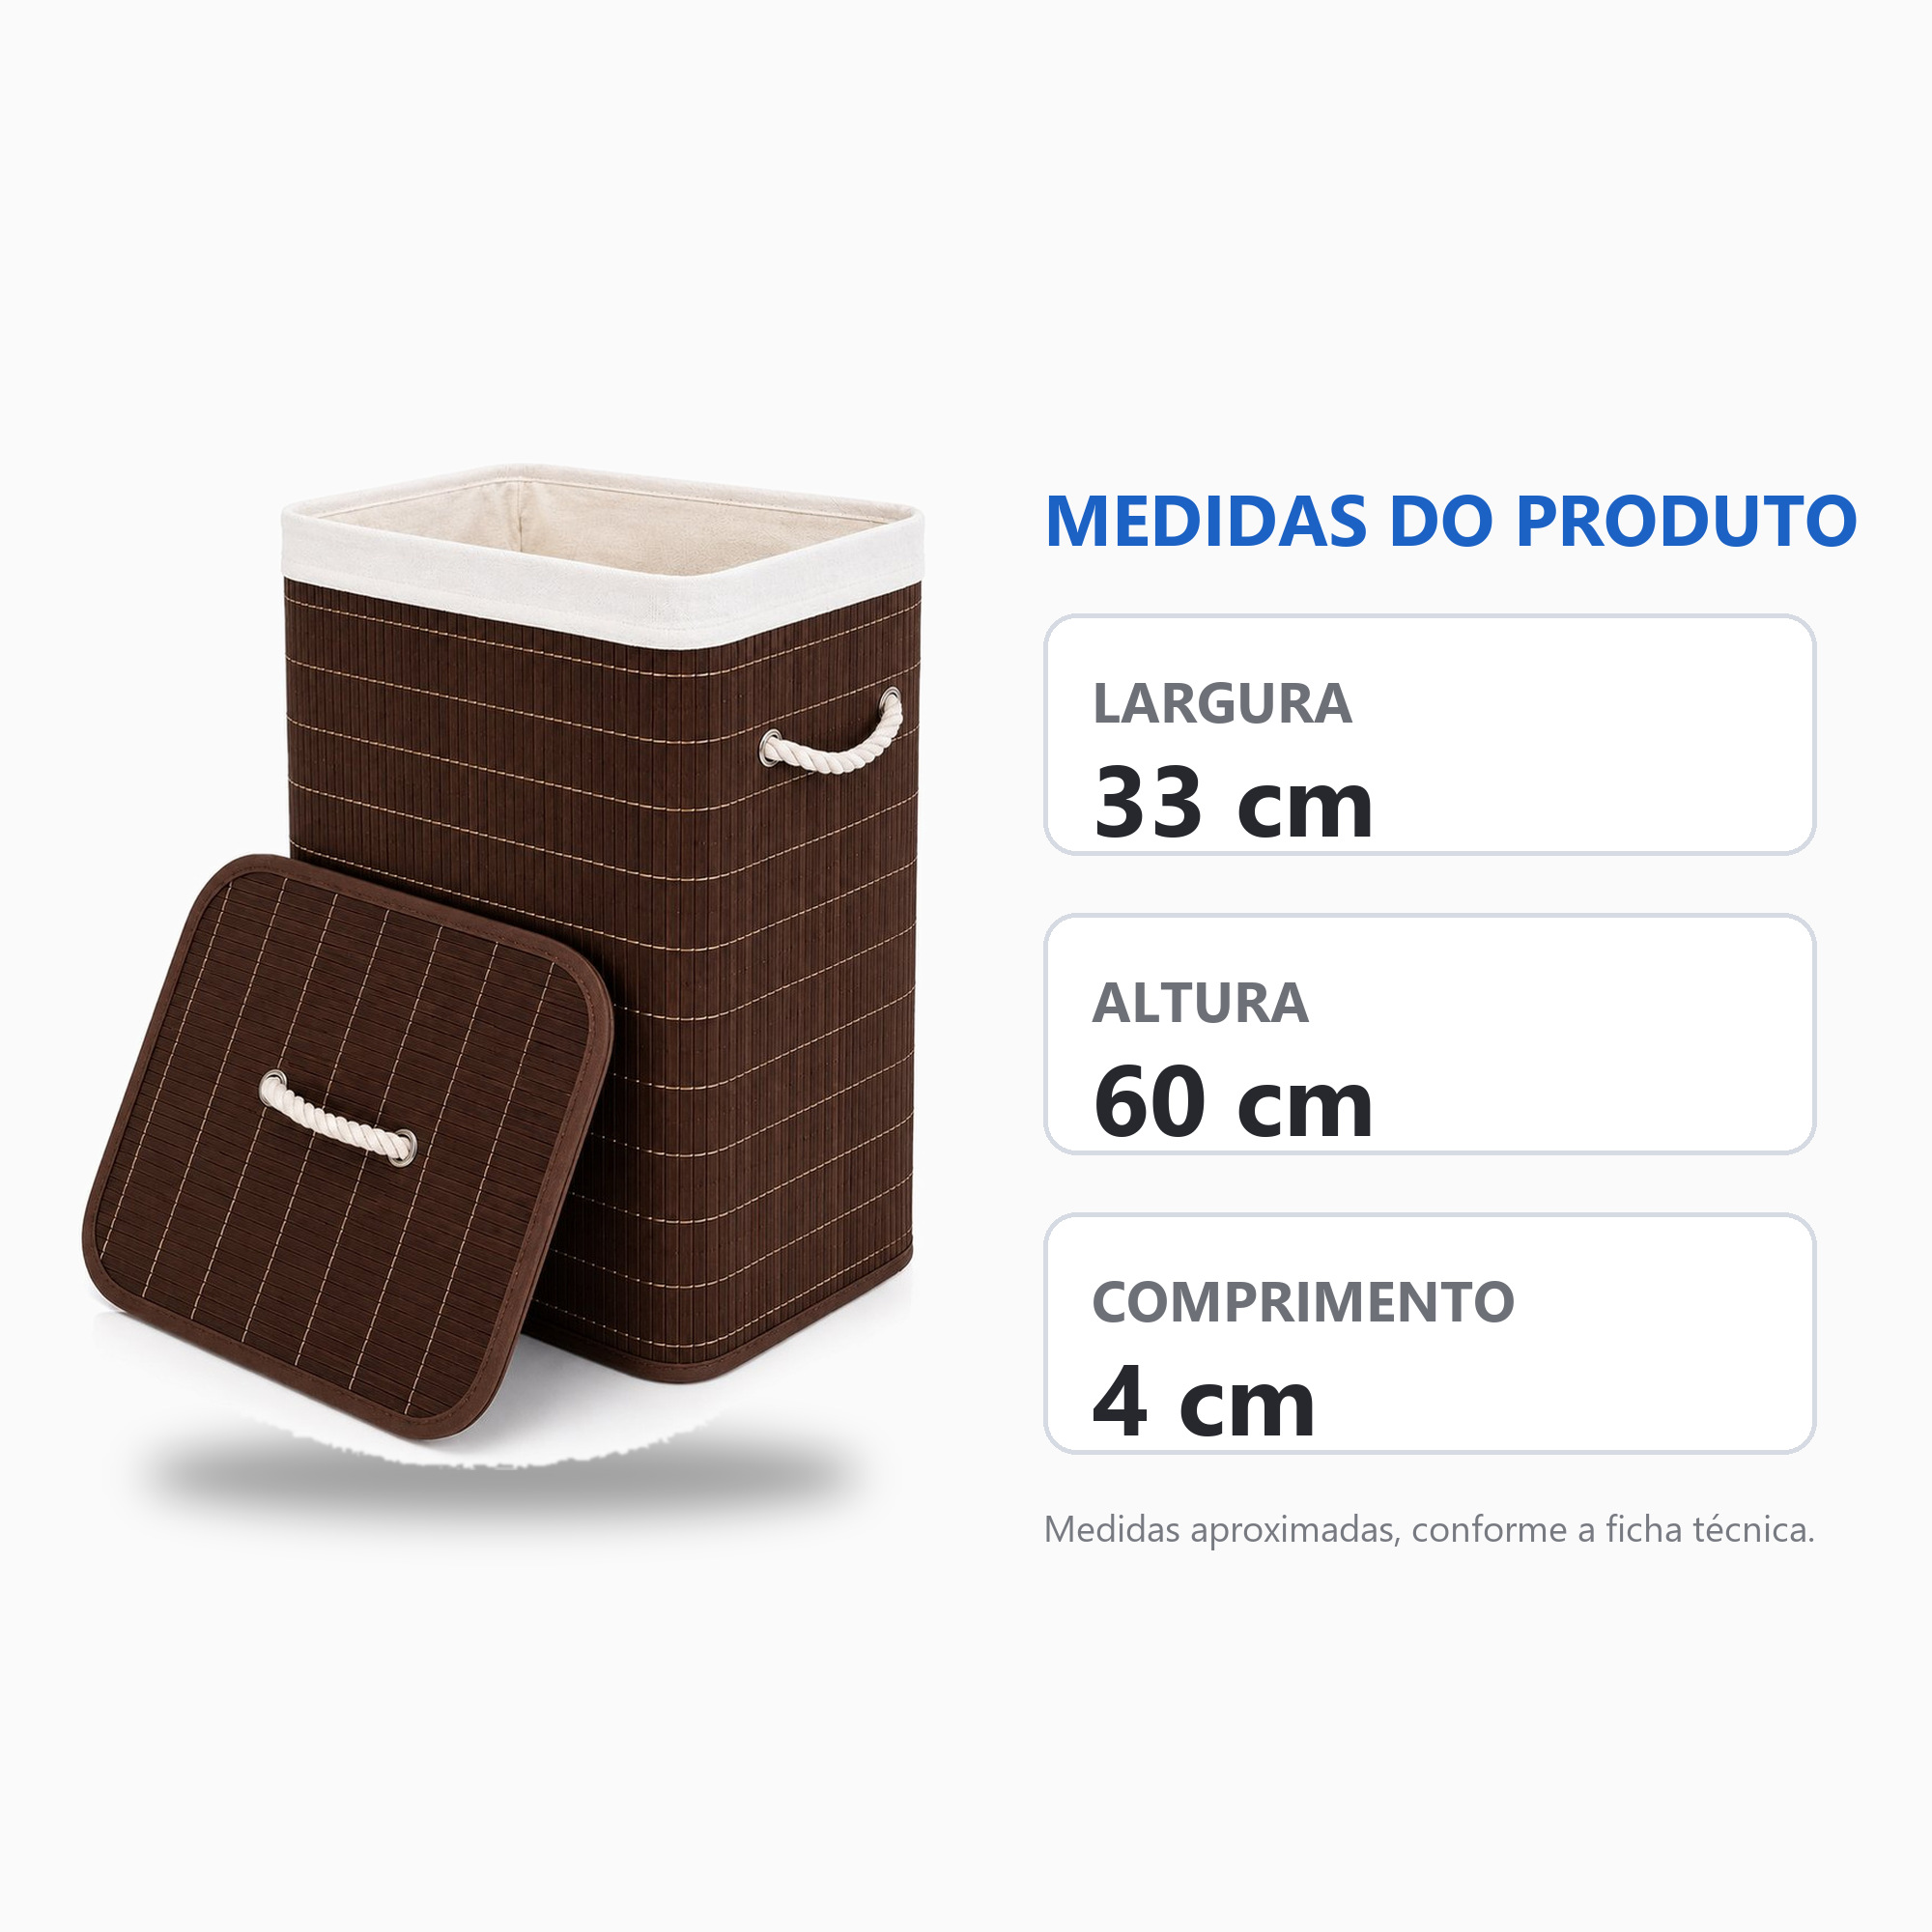 MEDIDAS DO PRODUTO
LARGURA
33 cm
ALTURA
60 cm
COMPRIMENTO
4 cm
Medidas aproximadas, conforme a ficha técnica.